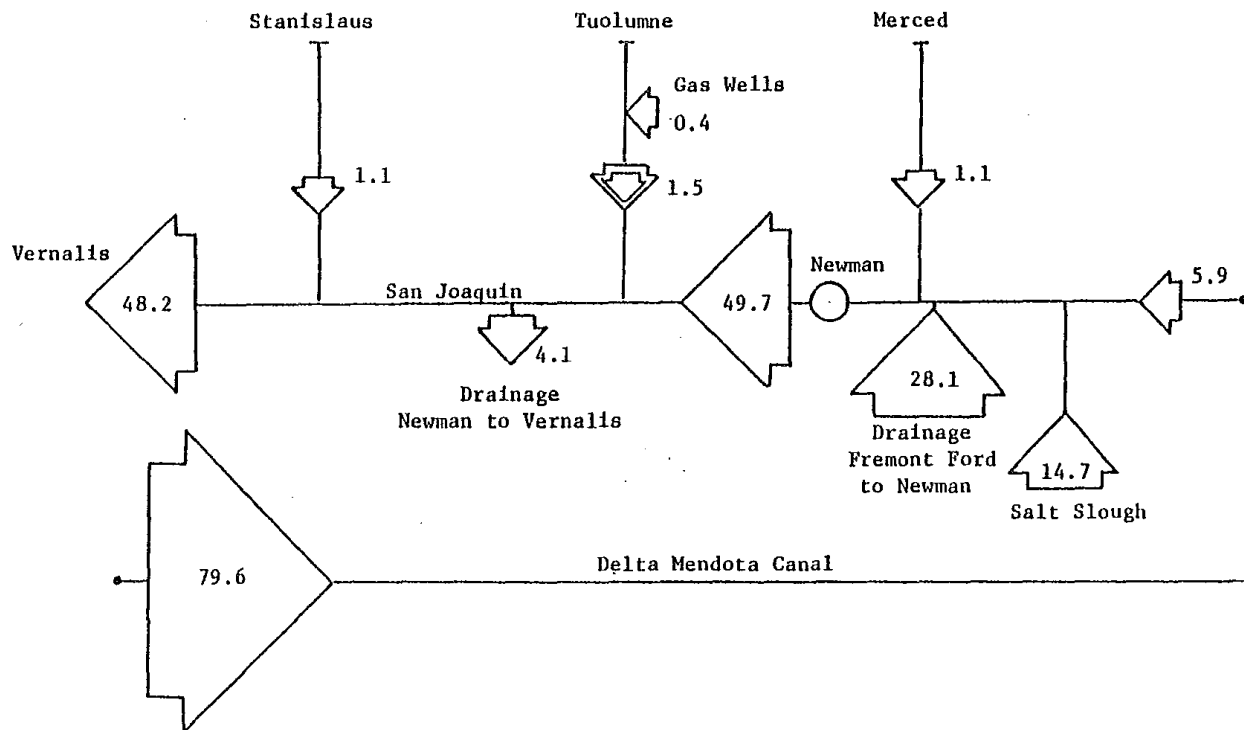 Stanislaus
Tuolumne
Merced
Gas Wells
0.4
1.1
1.5
1.1
Vernalis
48.2
San Joaquin
49.7
Newman
5.9
4.1
Drainage
Newman to Vernalis
28.1
Drainage
Fremont Ford
to Newman
14.7
Salt Slough
79.6
Delta Mendota Canal